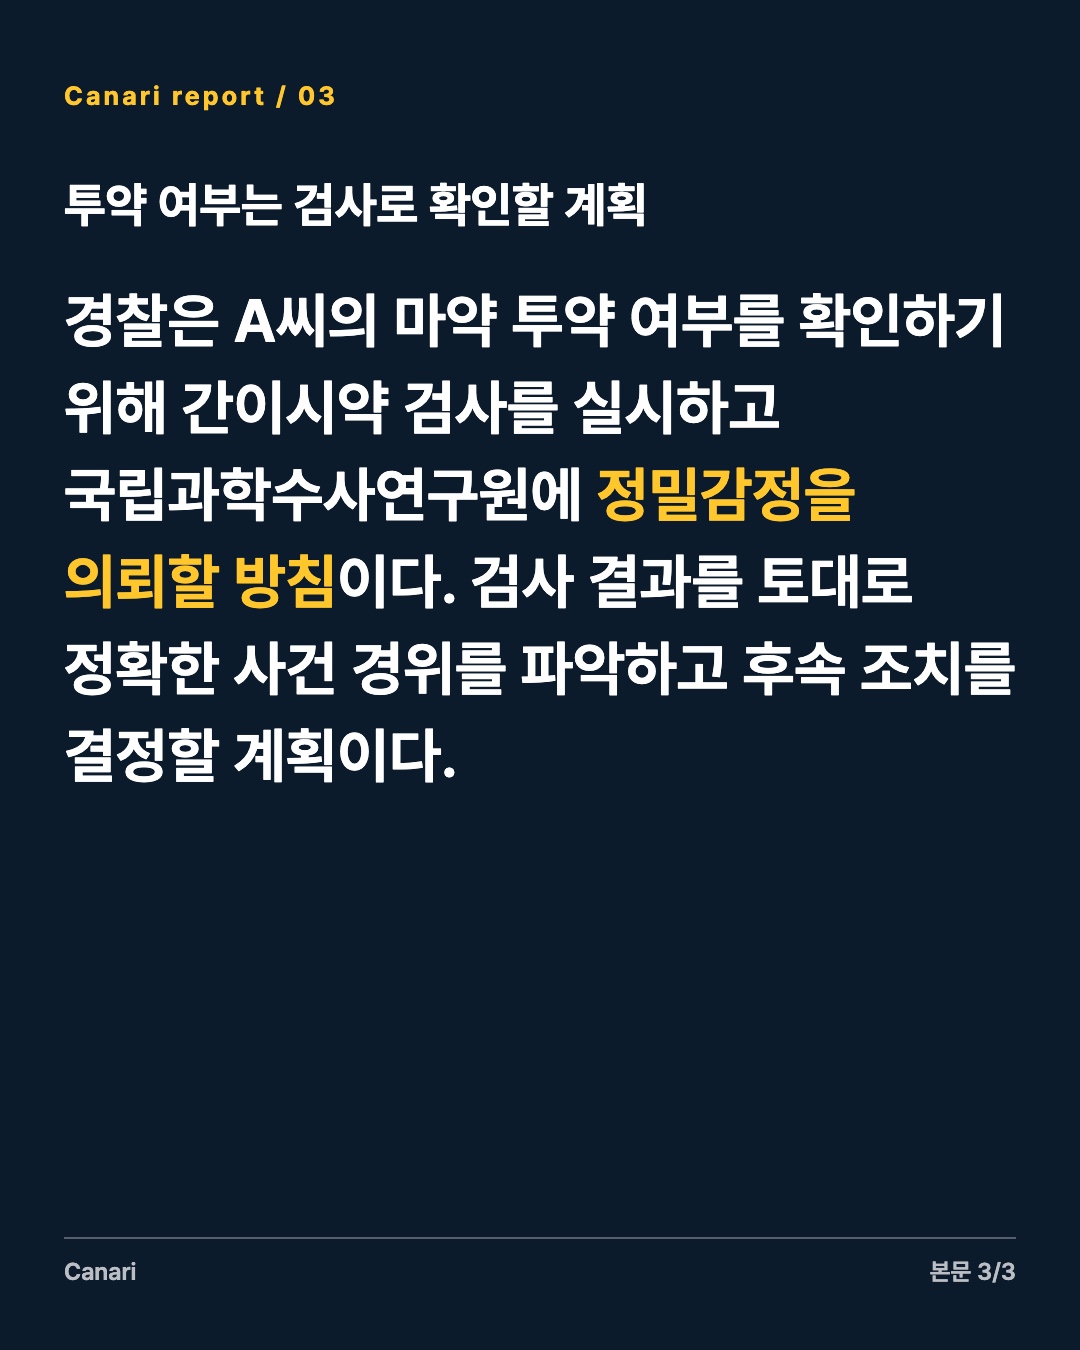 Canari report / 03
투약 여부는 검사로 확인할 계획
경찰은 A씨의 마약 투약 여부를 확인하기
위해 간이시약 검사를 실시하고
국립과학수사연구원에 정밀감정을
의뢰할 방침이다. 검사 결과를 토대로
정확한 사건 경위를 파악하고 후속 조치를
결정할 계획이다.
Canari
본문 3/3